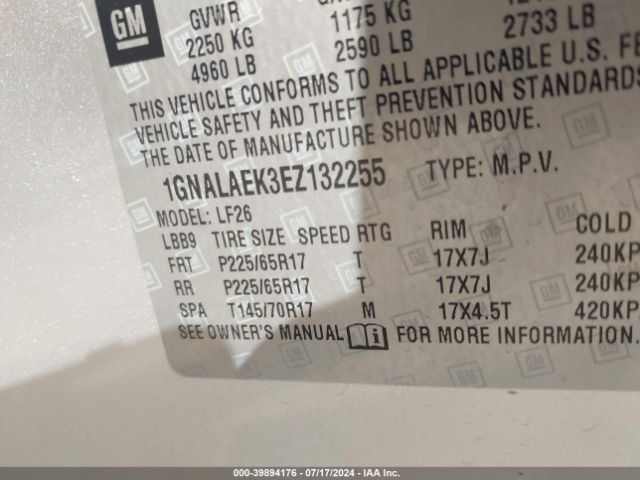 GM
GVWR
2250 KG 1175 KG
4960 LB 2590 LB 2733 LB
THIS VEHICLE CONFORMS TO ALL APPLICABLE U.S.
VEHICLE SAFETY AND THEFT PREVENTION STANDARDS
THE DATE OF MANUFACTURE SHOWN ABOVE.
1GNALAEK3EZ132255 TYPE: M.P.V.
MODEL: LF26
LBB9 TIRE SIZE SPEED RTG RIM COLD
FRT P225/65R17 T 17X7J 240KP
RR P225/65R17 T 17X7J 240KP
SPA T145/70R17 M 17X4.5T 420KP
SEE OWNER'S MANUAL FOR MORE INFORMATION.
000-39894176 - 07/17/2024 - IAA Inc.